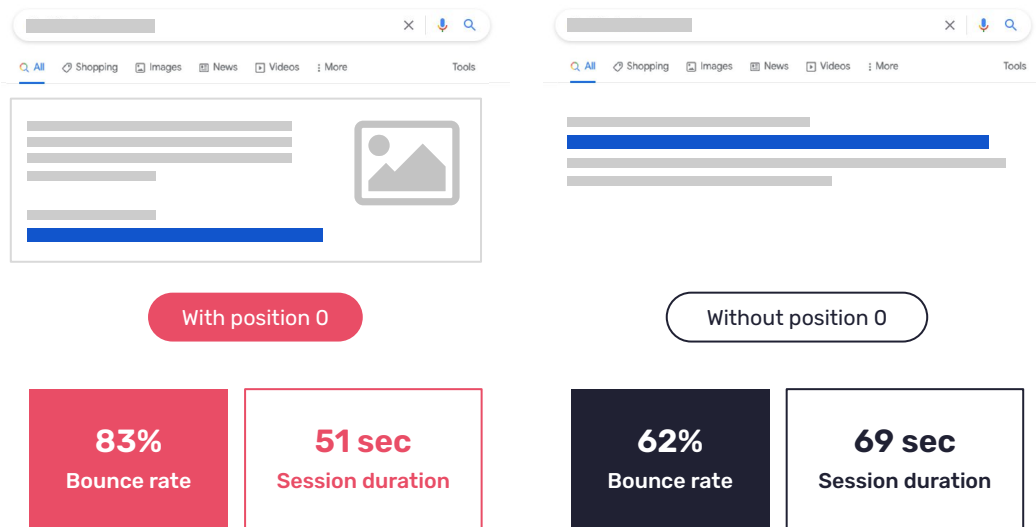 All Shopping Images News Videos More Tools
With position 0
83%
Bounce rate
51 sec
Session duration
All Shopping Images News Videos More Tools
Without position 0
62%
Bounce rate
69 sec
Session duration